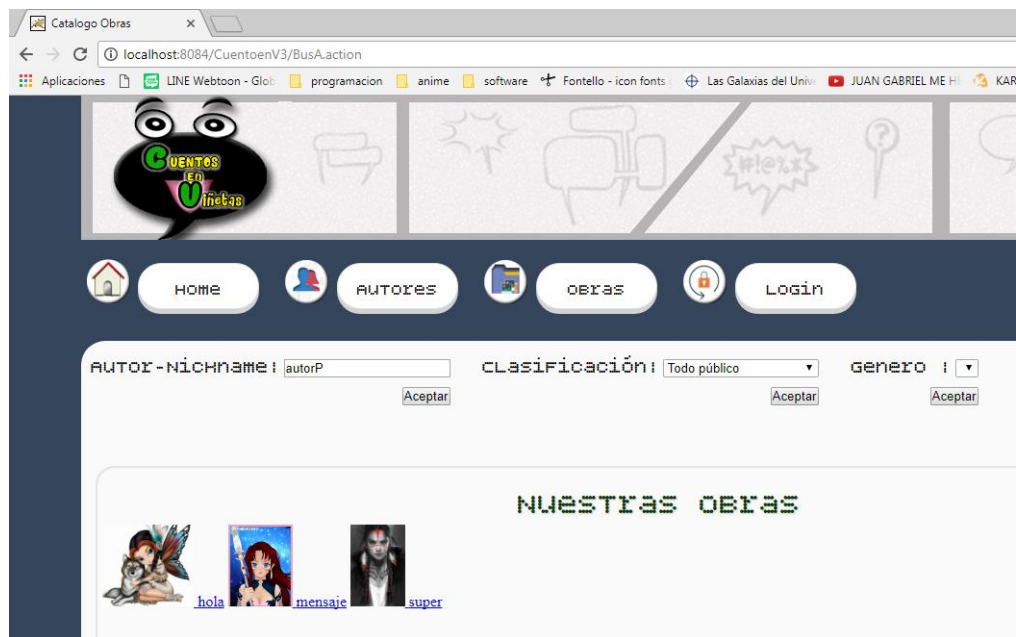 Catalogo Obras
localhost:8084/CuentoenV3/BusA.action
Aplicaciones LINE Webtoon - Glob programacion anime software Fontello - icon fonts Las Galaxias del Univ JUAN GABRIEL ME H KAR
Cuentos
En
Viñetas
$#!@%*}
?
Home Autores Obras Login
Autor-Nickname: autorP Clasificación: Todo público Genero :
Aceptar Aceptar Aceptar
Nuestras Obras
hola mensaje super